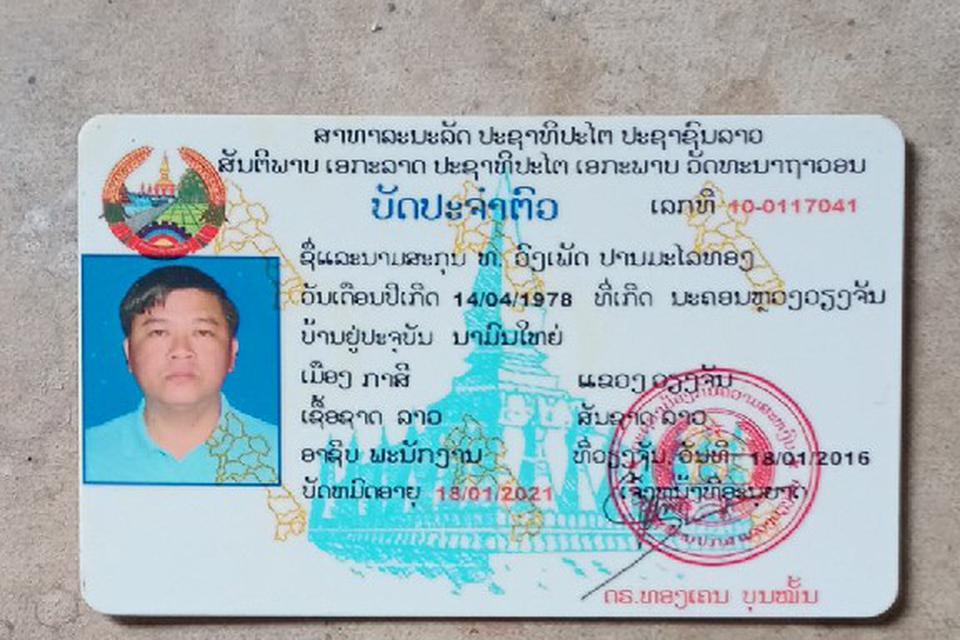 ສາທາລະນະລັດ ປະຊາທິປະໄຕ ປະຊາຊົນລາວ
ສັນຕິພາບ ເອກະລາດ ປະຊາທິປະໄຕ ເອກະພາບ ວັດທະນາຖາວອນ
ບັດປະຈຳຕົວ ເລກທີ 10-0117041
ຊື່ແລະນາມສະກຸນ ທ. ວົງເພັດ ປານມະໄລທອງ
ວັນເດືອນປີເກີດ 14/04/1978 ທີ່ເກີດ ນະຄອນຫຼວງວຽງຈັນ
ບ້ານຢູ່ປະຈຸບັນ ນາມົນໃຫຍ່
ເມືອງ ກາສີ ແຂວງ ວຽງຈັນ
ເຊື້ອຊາດ ລາວ ສັນຊາດ ລາວ
ອາຊີບ ພະນັກງານ ທີ່ວຽງຈັນ, ວັນທີ 18/01/2016
ບັດຫມົດອາຍຸ 18/01/2021 ເຈົ້າໜ້າທີ່ອະນຸຍາດ
ດຣ.ທອງເຄນ ບຸນໝັ້ນ